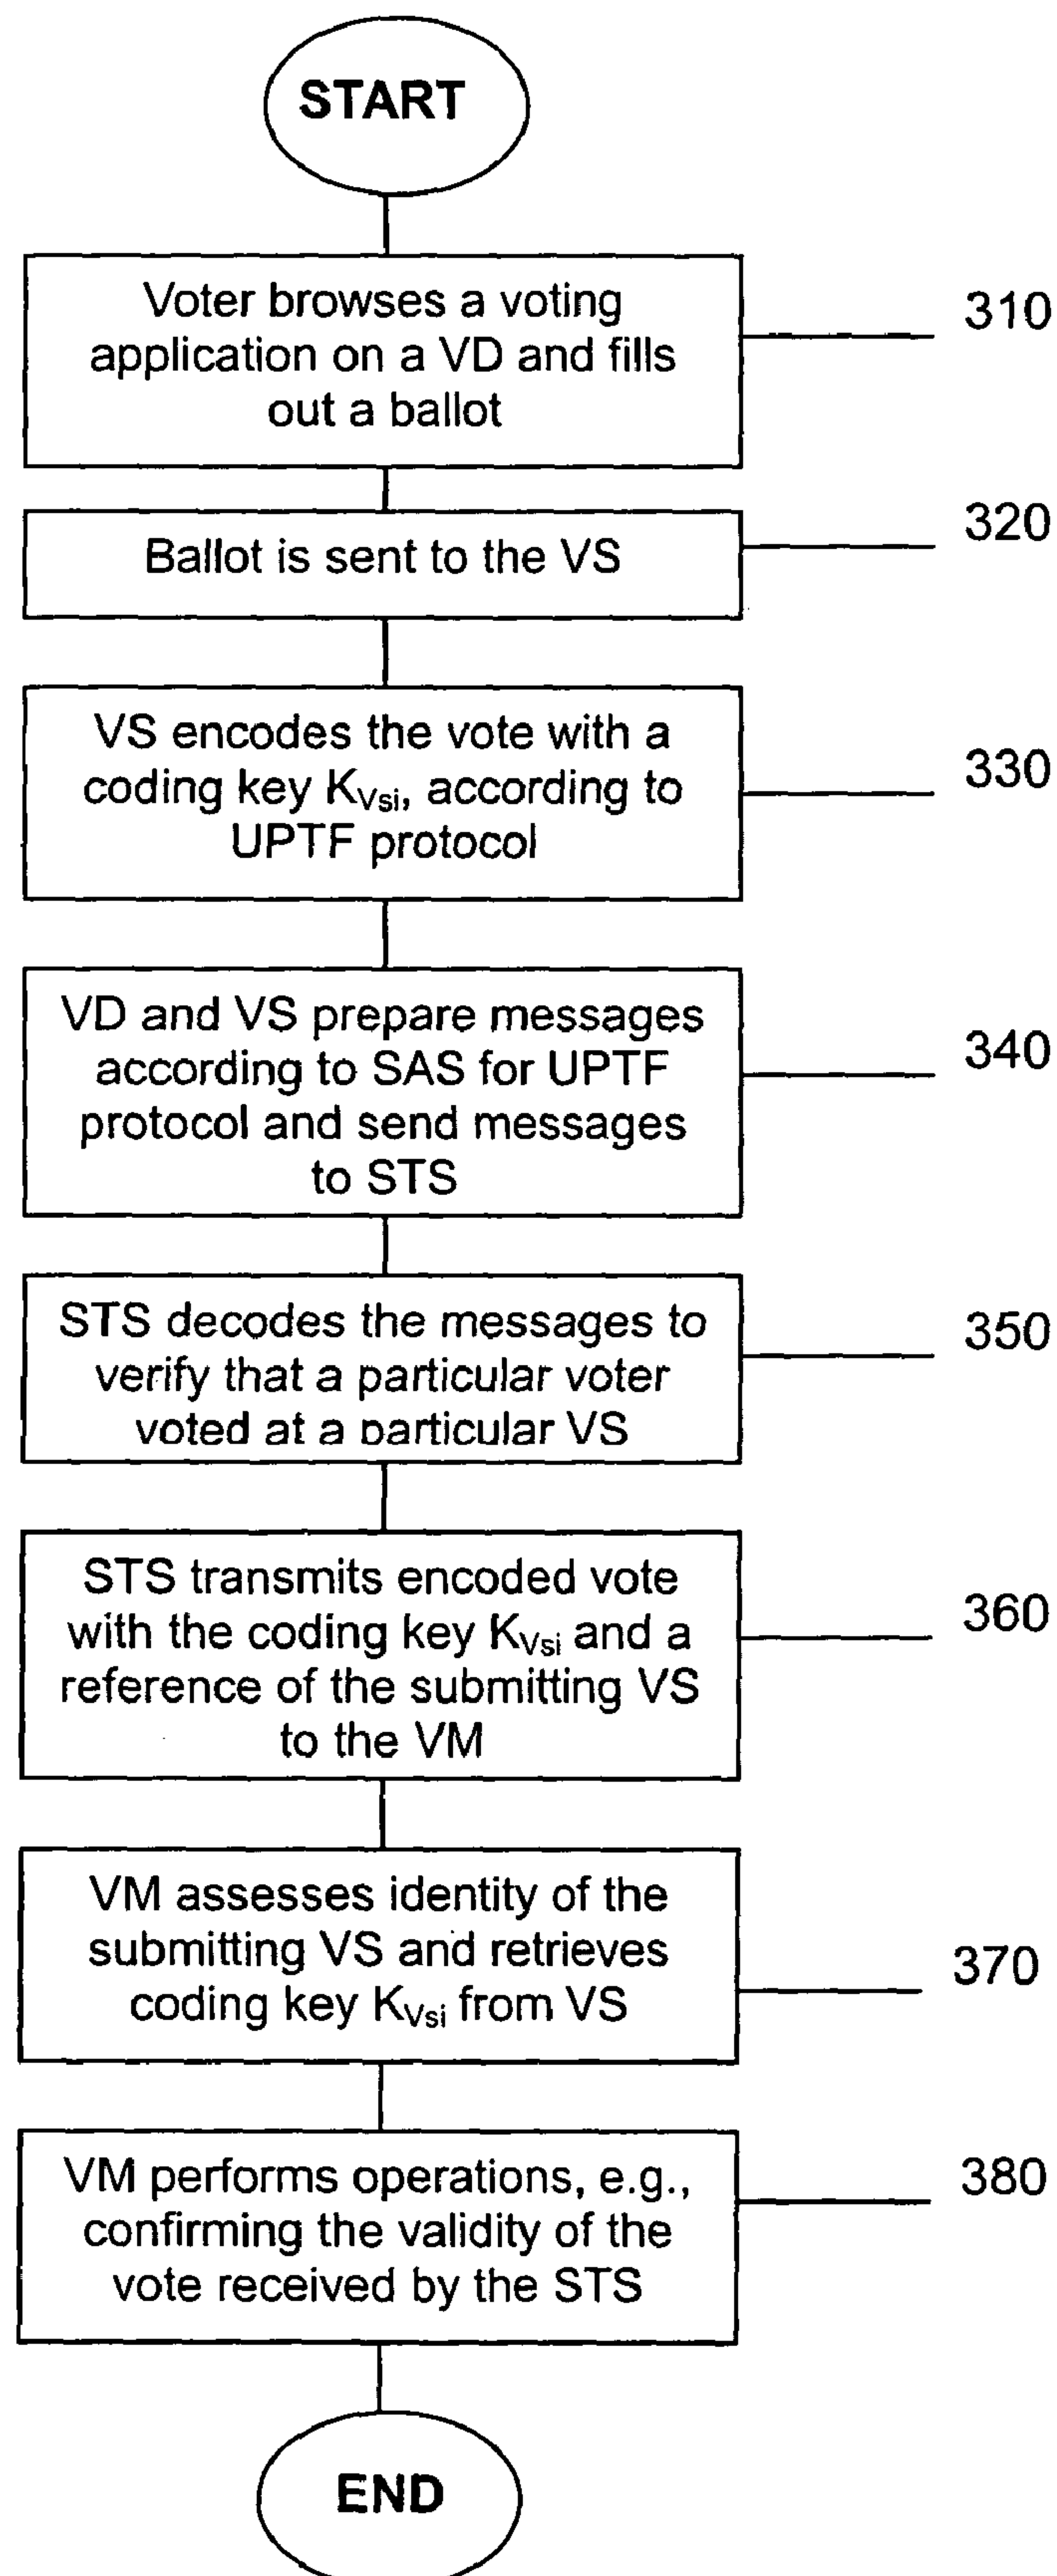 START
Voter browses a voting
application on a VD and fills
out a ballot
310
Ballot is sent to the VS
320
VS encodes the vote with a
coding key KVsi, according to
UPTF protocol
330
VD and VS prepare messages
according to SAS for UPTF
protocol and send messages
to STS
340
STS decodes the messages to
verify that a particular voter
voted at a particular VS
350
STS transmits encoded vote
with the coding key KVsi and a
reference of the submitting VS
to the VM
360
VM assesses identity of the
submitting VS and retrieves
coding key KVsi from VS
370
VM performs operations, e.g.,
confirming the validity of the
vote received by the STS
380
END